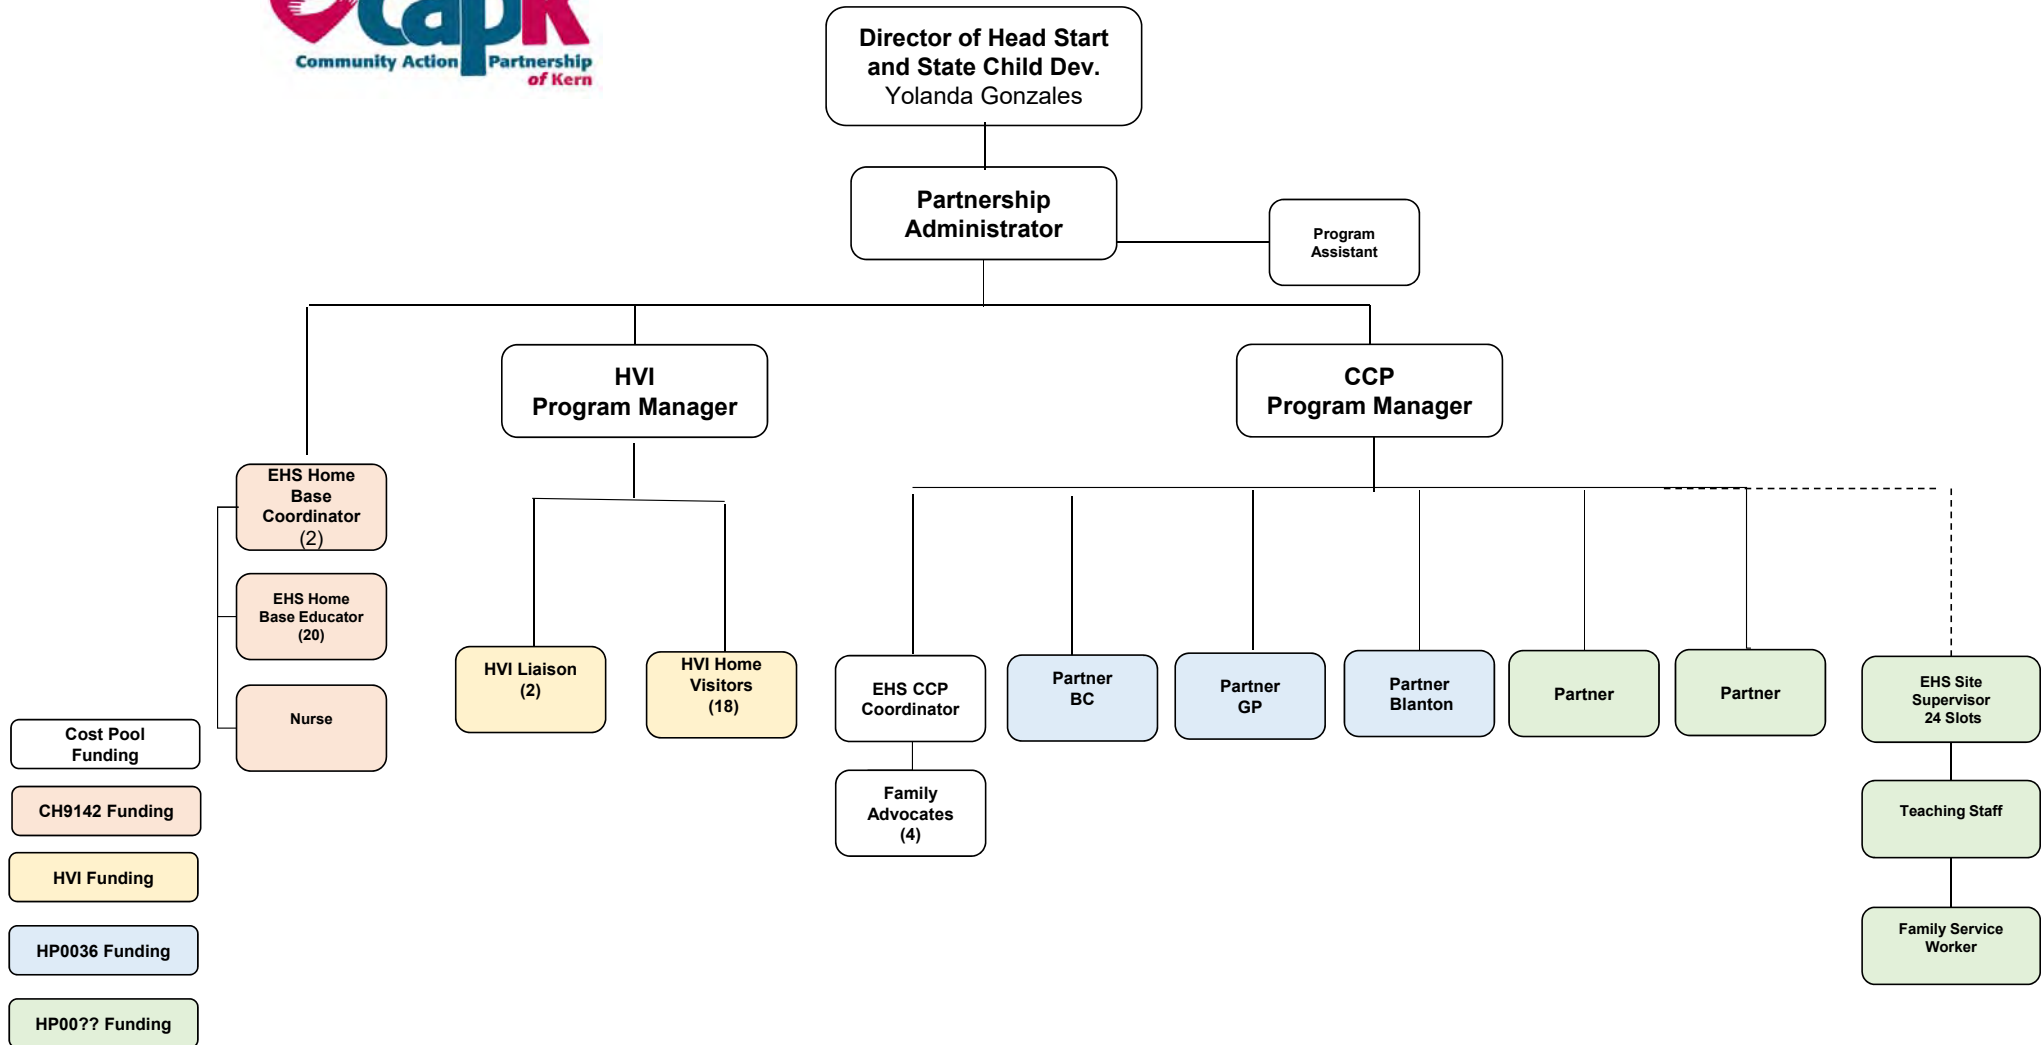 capk
Community Action Partnership
of Kern
Director of Head Start
and State Child Dev.
Yolanda Gonzales
Partnership
Administrator
Program
Assistant
HVI
Program Manager
CCP
Program Manager
EHS Home
Base
Coordinator
(2)
EHS Home
Base Educator
(20)
Nurse
HVI Liaison
(2)
HVI Home
Visitors
(18)
EHS CCP
Coordinator
Family
Advocates
(4)
Partner
BC
Partner
GP
Partner
Blanton
Partner
Partner
EHS Site
Supervisor
24 Slots
Teaching Staff
Family Service
Worker
Cost Pool
Funding
CH9142 Funding
HVI Funding
HP0036 Funding
HP00?? Funding